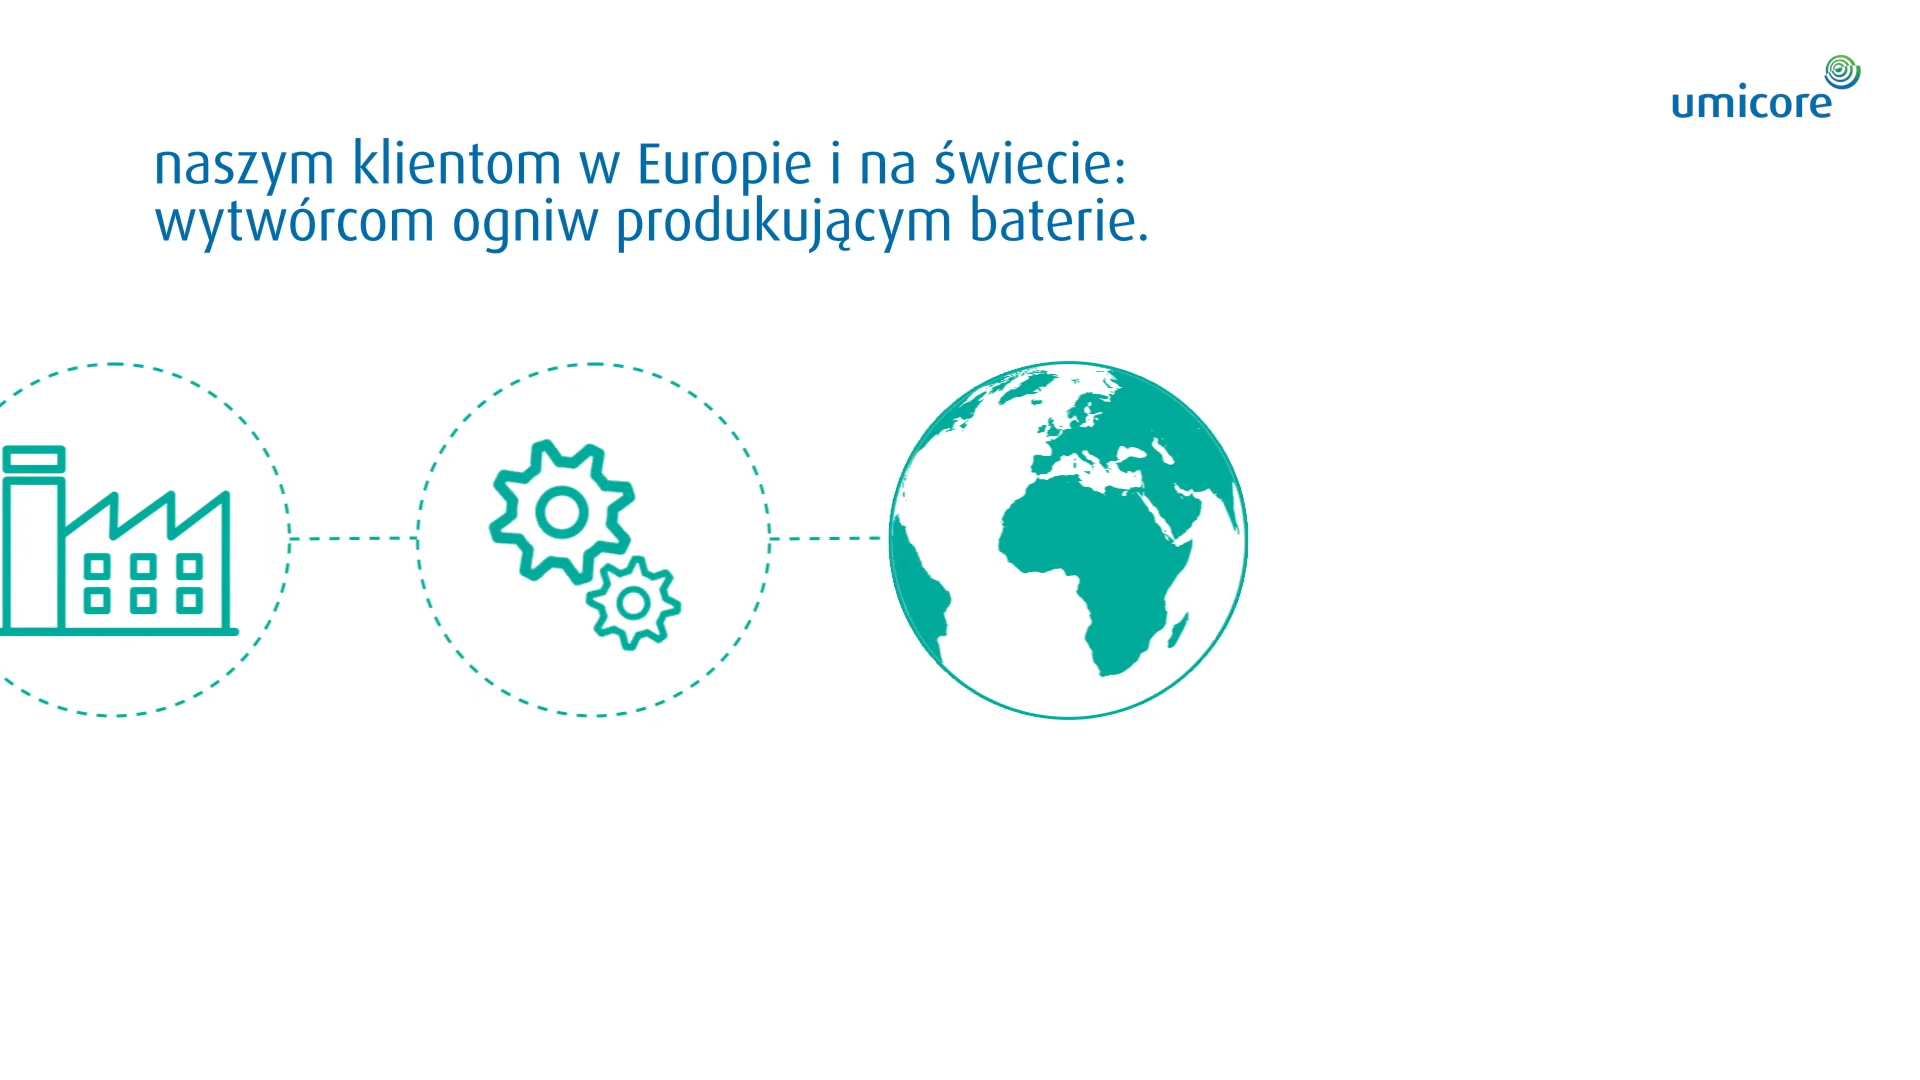 umicore
naszym klientom w Europie i na świecie:
wytwórcom ogniw produkującym baterie.